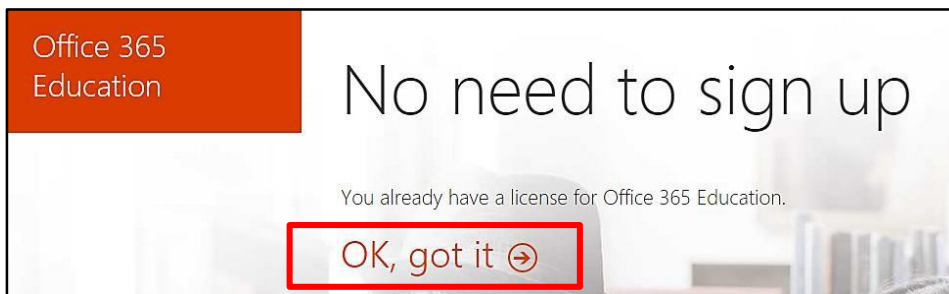 Office 365
Education
No need to sign up
You already have a license for Office 365 Education.
OK, got it